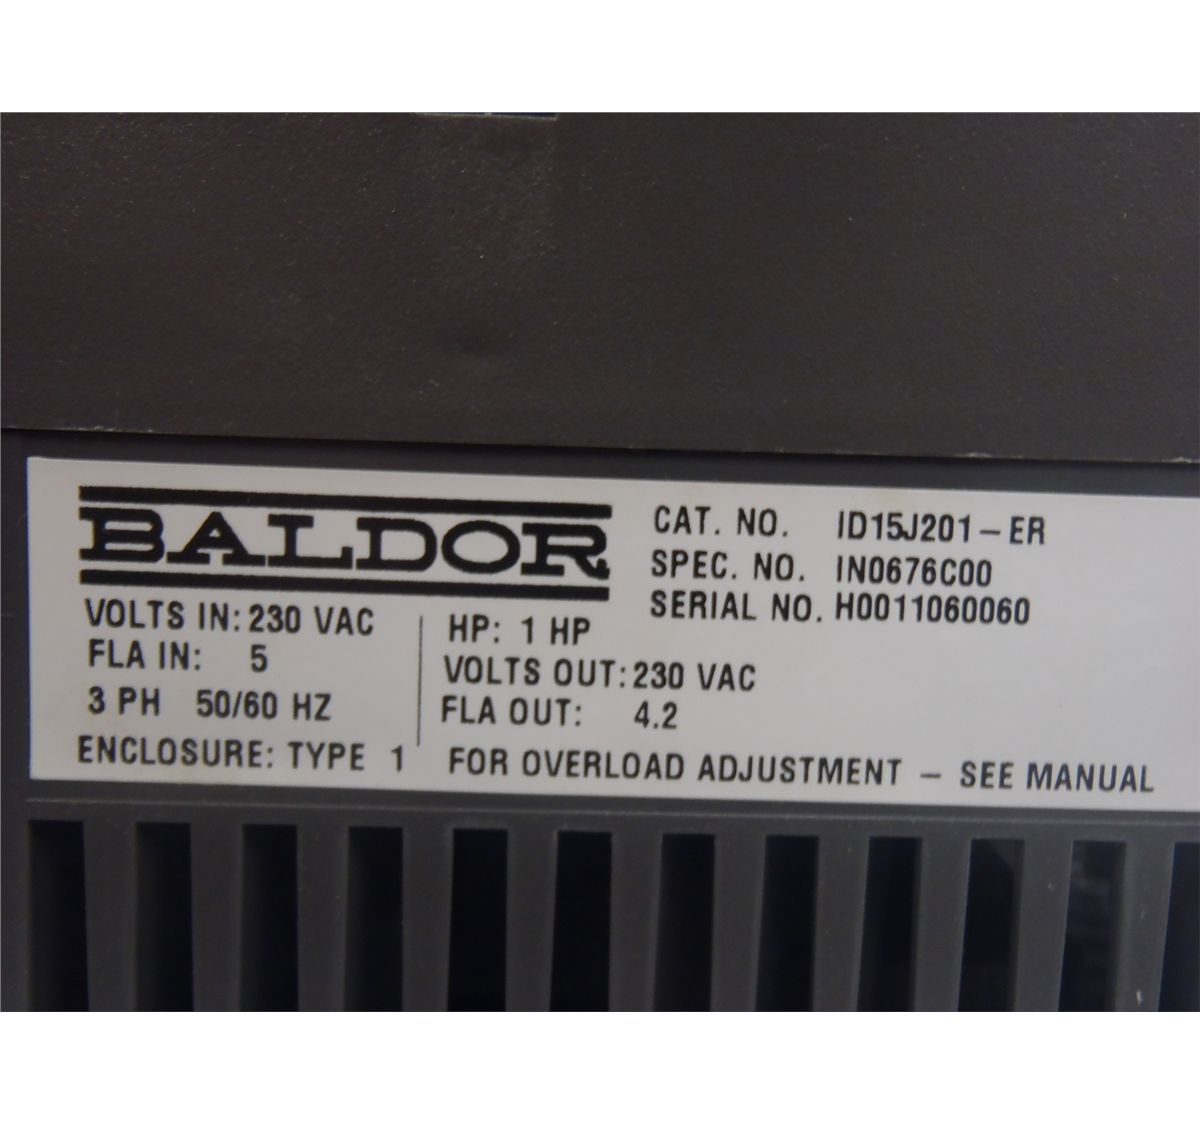 BALDOR
CAT. NO. ID15J201-ER
SPEC. NO. IN0676C00
SERIAL NO. H0011060060
VOLTS IN: 230 VAC
FLA IN: 5
3 PH 50/60 HZ
ENCLOSURE: TYPE 1
HP: 1 HP
VOLTS OUT: 230 VAC
FLA OUT: 4.2
FOR OVERLOAD ADJUSTMENT - SEE MANUAL